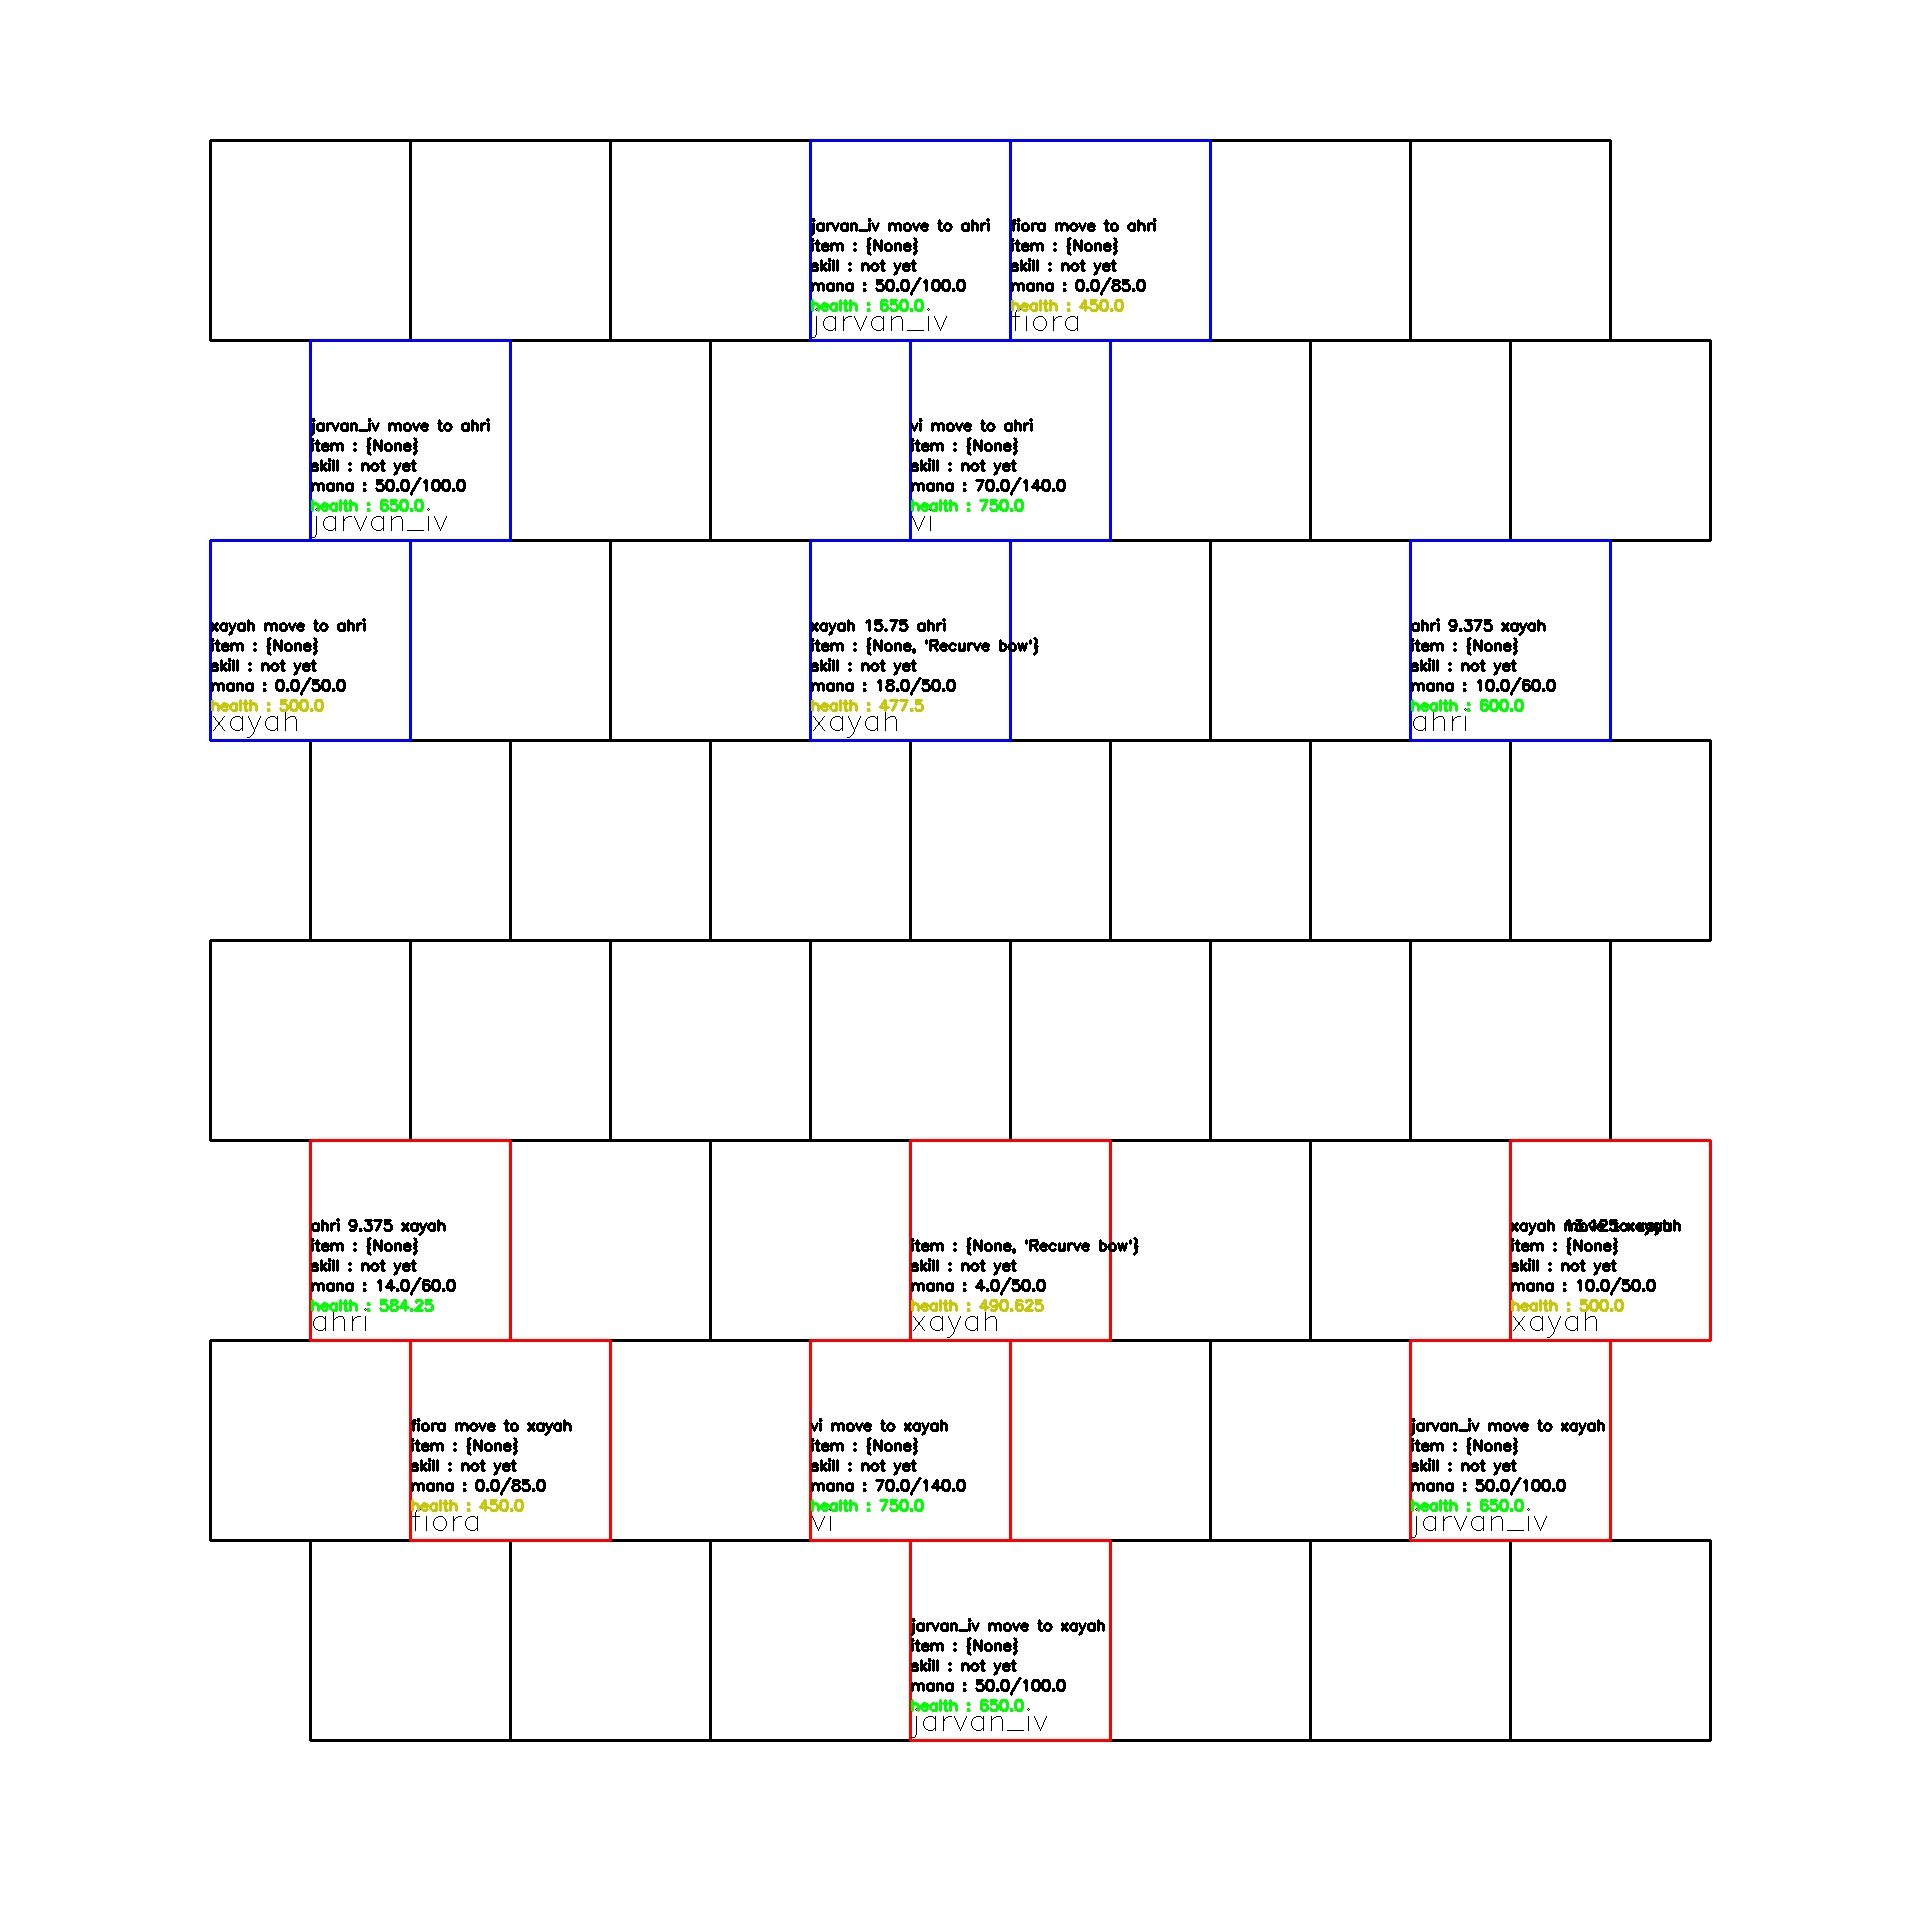 jarvan_iv move to ahri
item : {None}
skill : not yet
mana : 50.0/100.0
health : 650.0
jarvan_iv
fiora move to ahri
item : {None}
skill : not yet
mana : 0.0/85.0
health : 450.0
fiora
jarvan_iv move to ahri
item : {None}
skill : not yet
mana : 50.0/100.0
health : 650.0
jarvan_iv
vi move to ahri
item : {None}
skill : not yet
mana : 70.0/140.0
health : 750.0
vi
xayah move to ahri
item : {None}
skill : not yet
mana : 0.0/50.0
health : 500.0
xayah
xayah 15.75 ahri
item : {None, 'Recurve bow'}
skill : not yet
mana : 18.0/50.0
health : 477.5
xayah
ahri 9.375 xayah
item : {None}
skill : not yet
mana : 10.0/60.0
health : 600.0
ahri
ahri 9.375 xayah
item : {None}
skill : not yet
mana : 14.0/60.0
health : 584.25
ahri
item : {None, 'Recurve bow'}
skill : not yet
mana : 4.0/50.0
health : 490.625
xayah
xayah
item : {None}
skill : not yet
mana : 10.0/50.0
health : 500.0
xayah
fiora move to xayah
item : {None}
skill : not yet
mana : 0.0/85.0
health : 450.0
fiora
vi move to xayah
item : {None}
skill : not yet
mana : 70.0/140.0
health : 750.0
vi
jarvan_iv move to xayah
item : {None}
skill : not yet
mana : 50.0/100.0
health : 650.0
jarvan_iv
jarvan_iv move to xayah
item : {None}
skill : not yet
mana : 50.0/100.0
health : 650.0
jarvan_iv